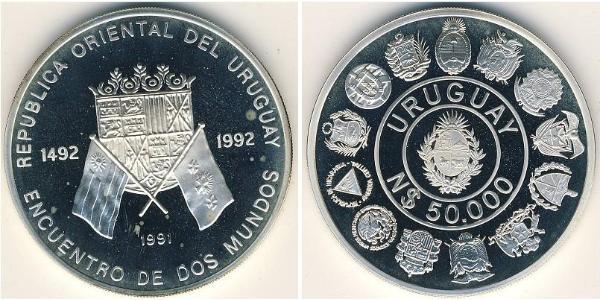 REPUBLICA ORIENTAL DEL URUGUAY
1492 1992
1991
ENCUENTRO DE DOS MUNDOS
URUGUAY
N$ 50.000